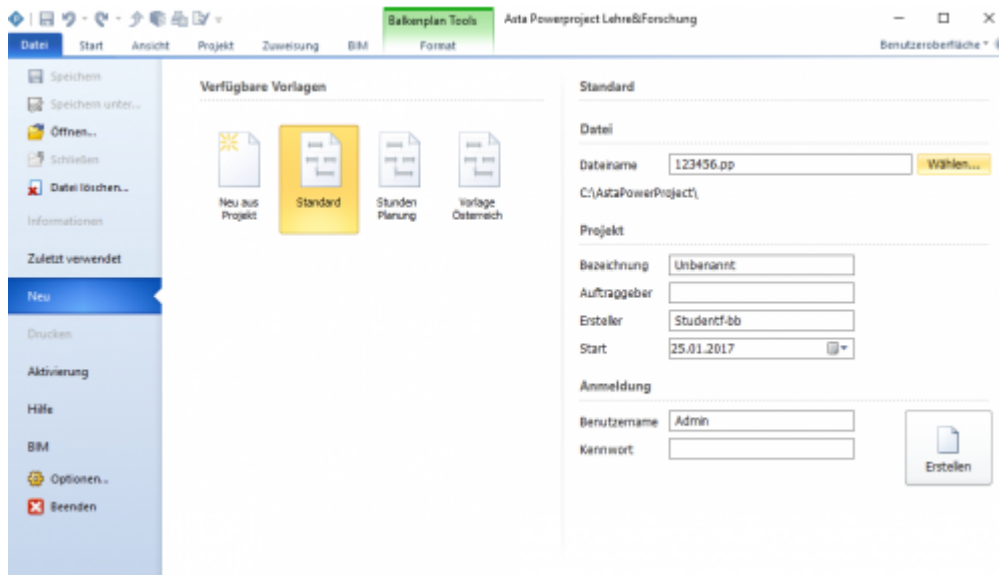 Balkenplan Tools
Asta Powerproject Lehre&Forschung
Datei Start Ansicht Projekt Zuweisung BIM Format Benutzeroberfläche
Speichern
Speichern unter...
Öffnen...
Schließen
Datei löschen...
Informationen
Zuletzt verwendet
Neu
Drucken
Aktivierung
Hilfe
BIM
Optionen...
Beenden
Verfügbare Vorlagen
Neu aus
Projekt
Standard
Stunden
Planung
Vorlage
Österreich
Standard
Datei
Dateiname 123456.pp Wählen...
C:\AstaPowerProject\
Projekt
Bezeichnung Unbenannt
Auftraggeber
Ersteller Studentf-bb
Start 25.01.2017
Anmeldung
Benutzername Admin
Kennwort
Erstellen